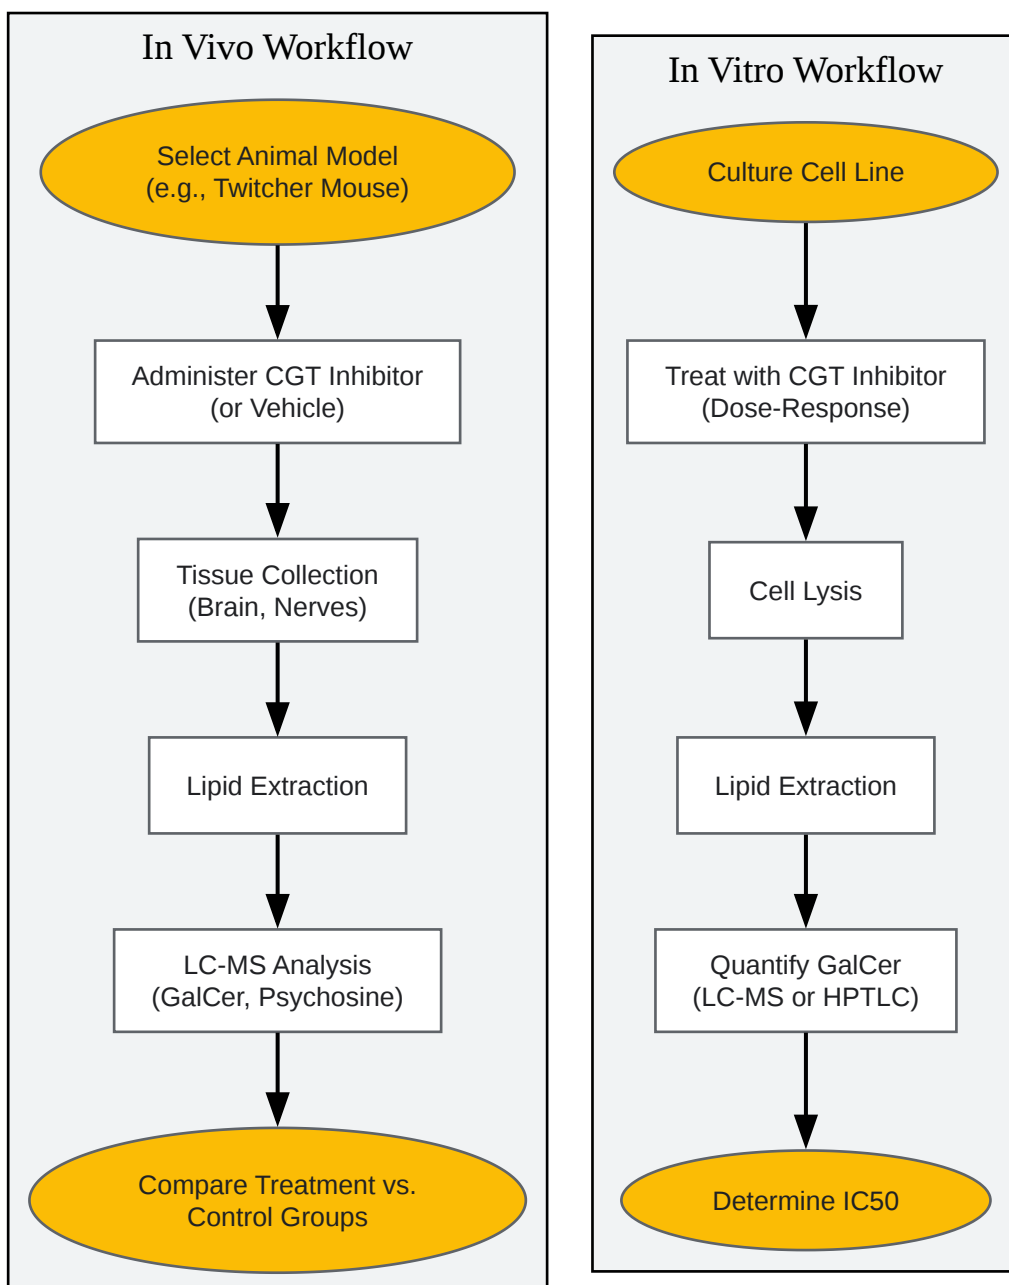 In Vivo Workflow
Select Animal Model
(e.g., Twitcher Mouse)
Administer CGT Inhibitor
(or Vehicle)
Tissue Collection
(Brain, Nerves)
Lipid Extraction
LC-MS Analysis
(GalCer, Psychosine)
Compare Treatment vs.
Control Groups
In Vitro Workflow
Culture Cell Line
Treat with CGT Inhibitor
(Dose-Response)
Cell Lysis
Lipid Extraction
Quantify GalCer
(LC-MS or HPTLC)
Determine IC50